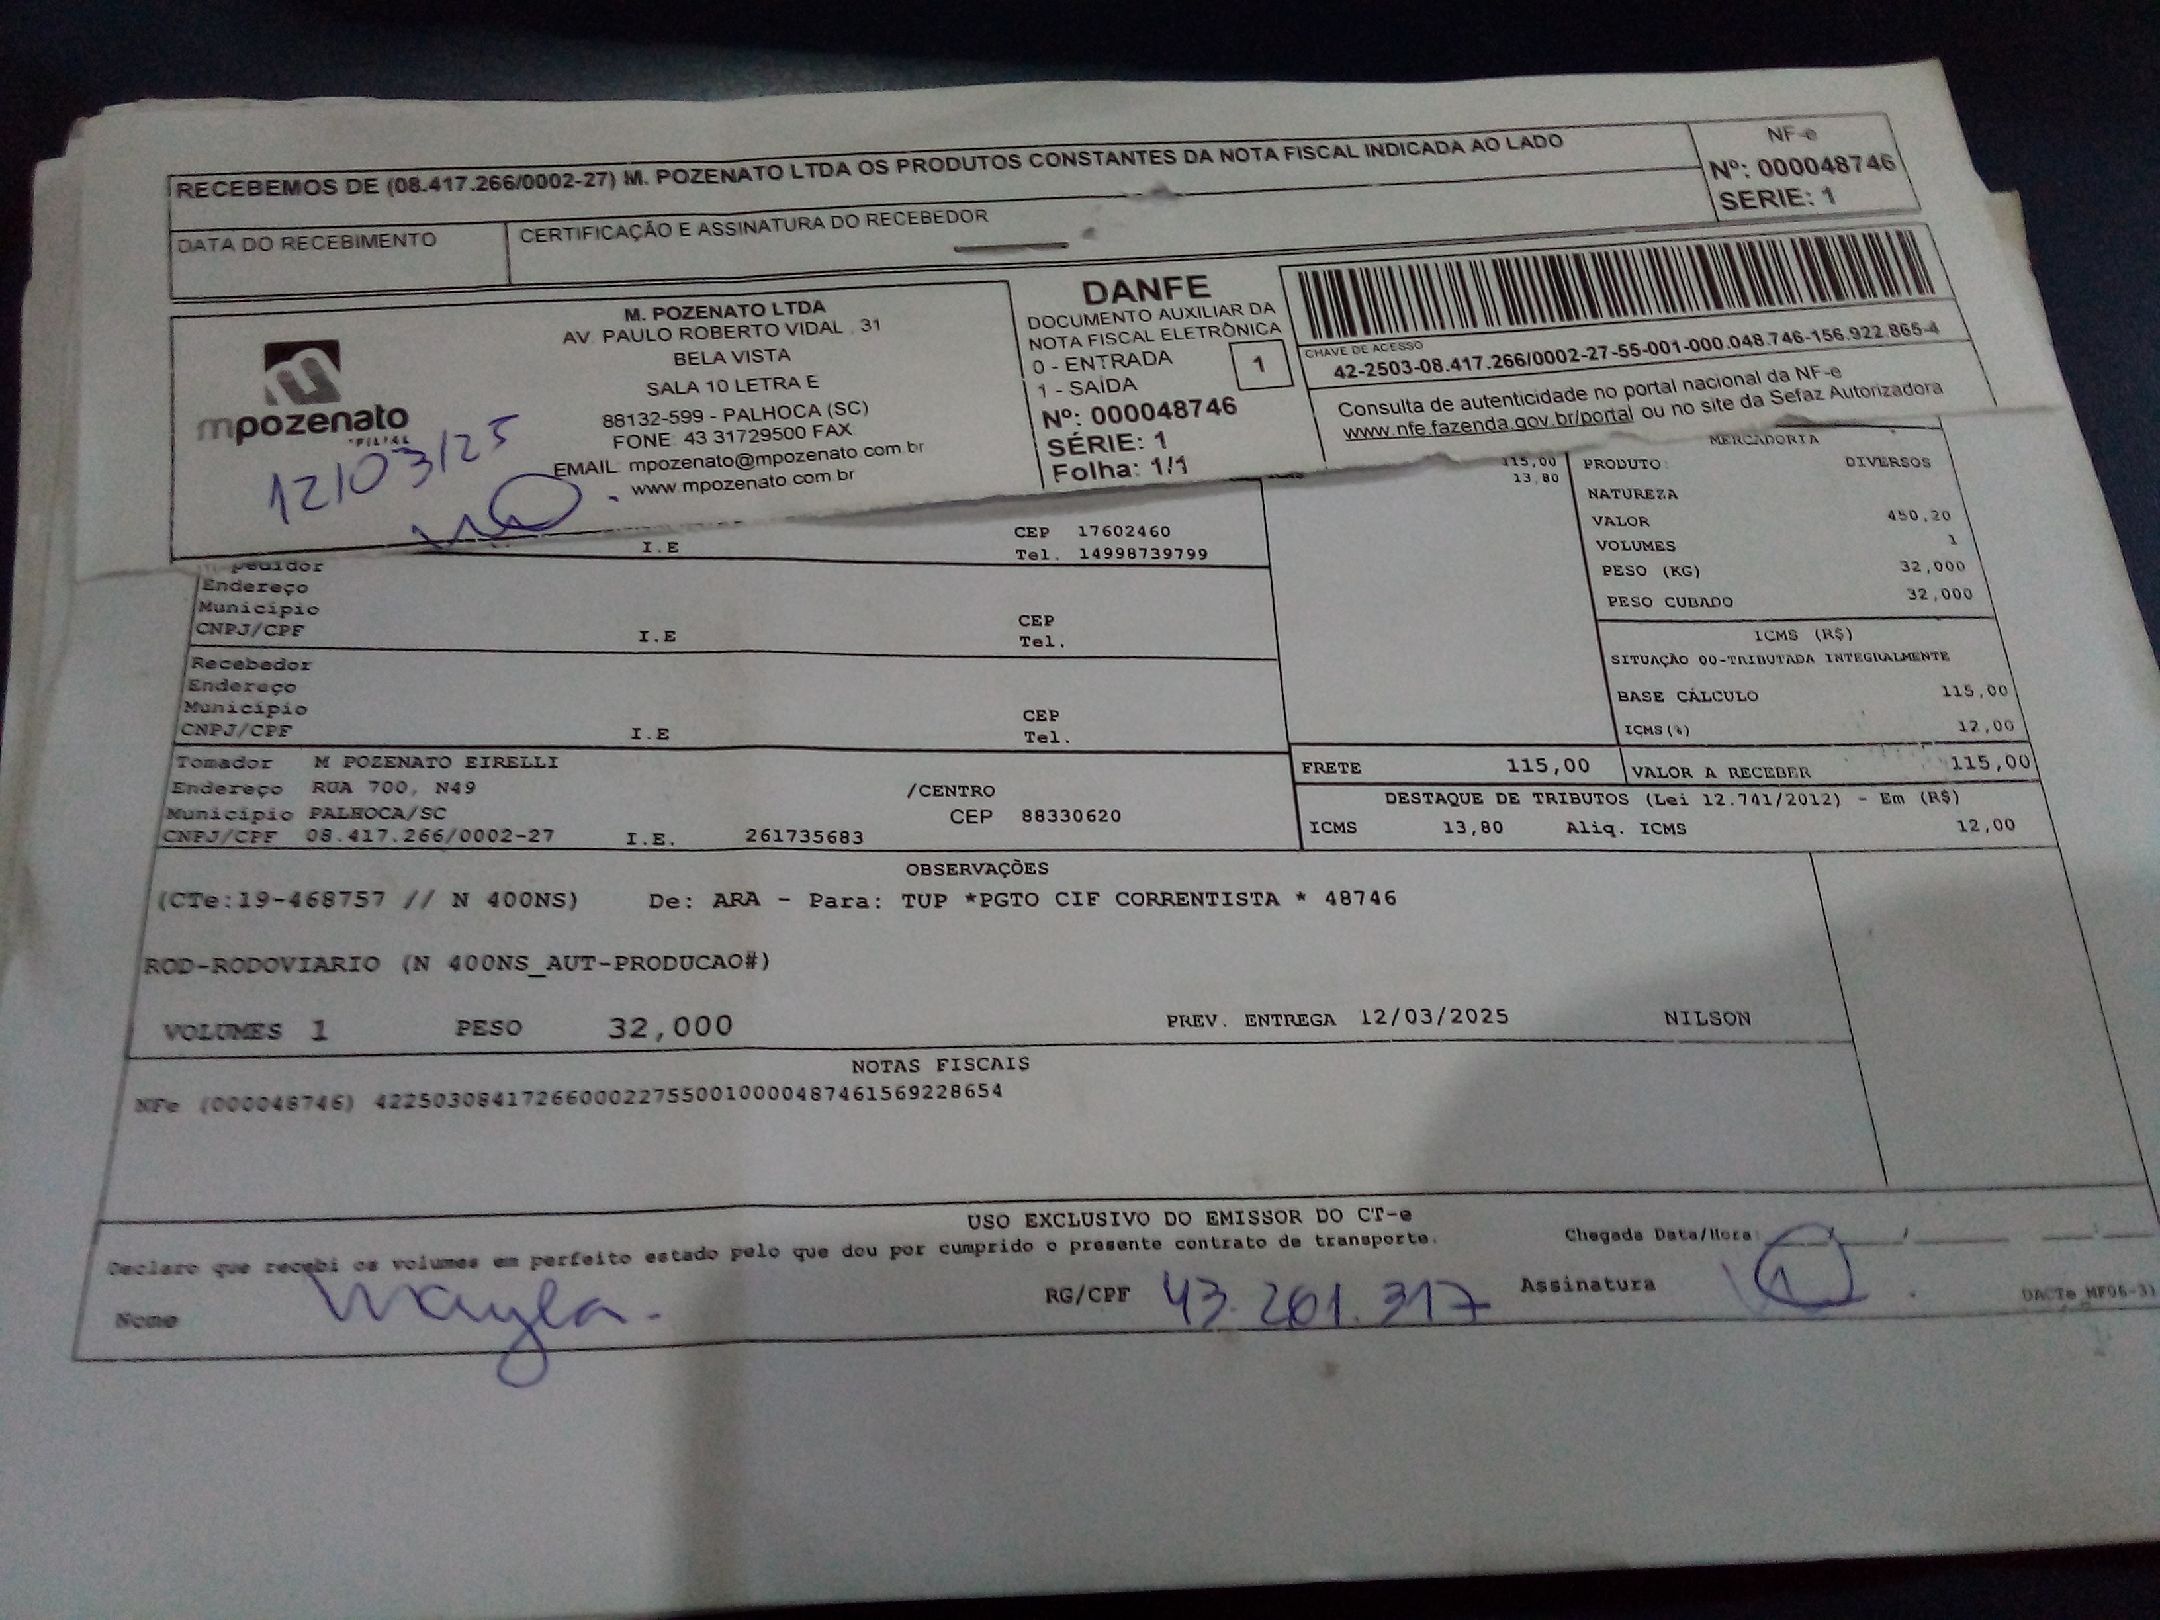 RECEBEMOS DE (08.417.266/0002-27) M. POZENATO LTDA OS PRODUTOS CONSTANTES DA NOTA FISCAL INDICADA AO LADO
NF-e
Nº: 000048746
SERIE: 1
DATA DO RECEBIMENTO
CERTIFICAÇÃO E ASSINATURA DO RECEBEDOR
mpozenato
FILIAL
12/03/25
M. POZENATO LTDA
AV. PAULO ROBERTO VIDAL , 31
BELA VISTA
SALA 10 LETRA E
88132-599 - PALHOCA (SC)
FONE: 43 31729500 FAX
EMAIL: mpozenato@mpozenato.com.br
www.mpozenato.com.br
DANFE
DOCUMENTO AUXILIAR DA
NOTA FISCAL ELETRÔNICA
0 - ENTRADA
1 - SAÍDA
1
Nº: 000048746
SÉRIE: 1
Folha: 1/1
CHAVE DE ACESSO
42-2503-08.417.266/0002-27-55-001-000.048.746-156.922.865-4
Consulta de autenticidade no portal nacional da NF-e
www.nfe.fazenda.gov.br/portal ou no site da Sefaz Autorizadora
I.E
CEP 17602460
Tel. 14998739799
115,00
13,80
MERCADORIA
PRODUTO: DIVERSOS
NATUREZA
VALOR 450,20
VOLUMES 1
PESO (KG) 32,000
PESO CUBADO 32,000
pedidor
Endereço
Município CEP
CNPJ/CPF I.E Tel.
ICMS (R$)
SITUAÇÃO 00-TRIBUTADA INTEGRALMENTE
BASE CÁLCULO 115,00
ICMS(%) 12,00
Recebedor
Endereço
Município CEP
CNPJ/CPF I.E Tel.
Tomador M POZENATO EIRELLI
Endereço RUA 700, N49 /CENTRO
Município PALHOCA/SC CEP 88330620
CNPJ/CPF 08.417.266/0002-27 I.E. 261735683
FRETE 115,00 VALOR A RECEBER 115,00
DESTAQUE DE TRIBUTOS (Lei 12.741/2012) - Em (R$)
ICMS 13,80 Aliq. ICMS 12,00
OBSERVAÇÕES
(CTe:19-468757 // N 400NS) De: ARA - Para: TUP *PGTO CIF CORRENTISTA * 48746
ROD-RODOVIARIO (N 400NS_AUT-PRODUCAO#)
VOLUMES 1 PESO 32,000 PREV. ENTREGA 12/03/2025 NILSON
NOTAS FISCAIS
NFe (000048746) 42250308417266000227550010000487461569228654
USO EXCLUSIVO DO EMISSOR DO CT-e
Declaro que recebi os volumes em perfeito estado pelo que dou por cumprido o presente contrato de transporte. Chegada Data/Hora:
Nome Mayla. RG/CPF 43.201.317 Assinatura
DACTe_MF06-3)